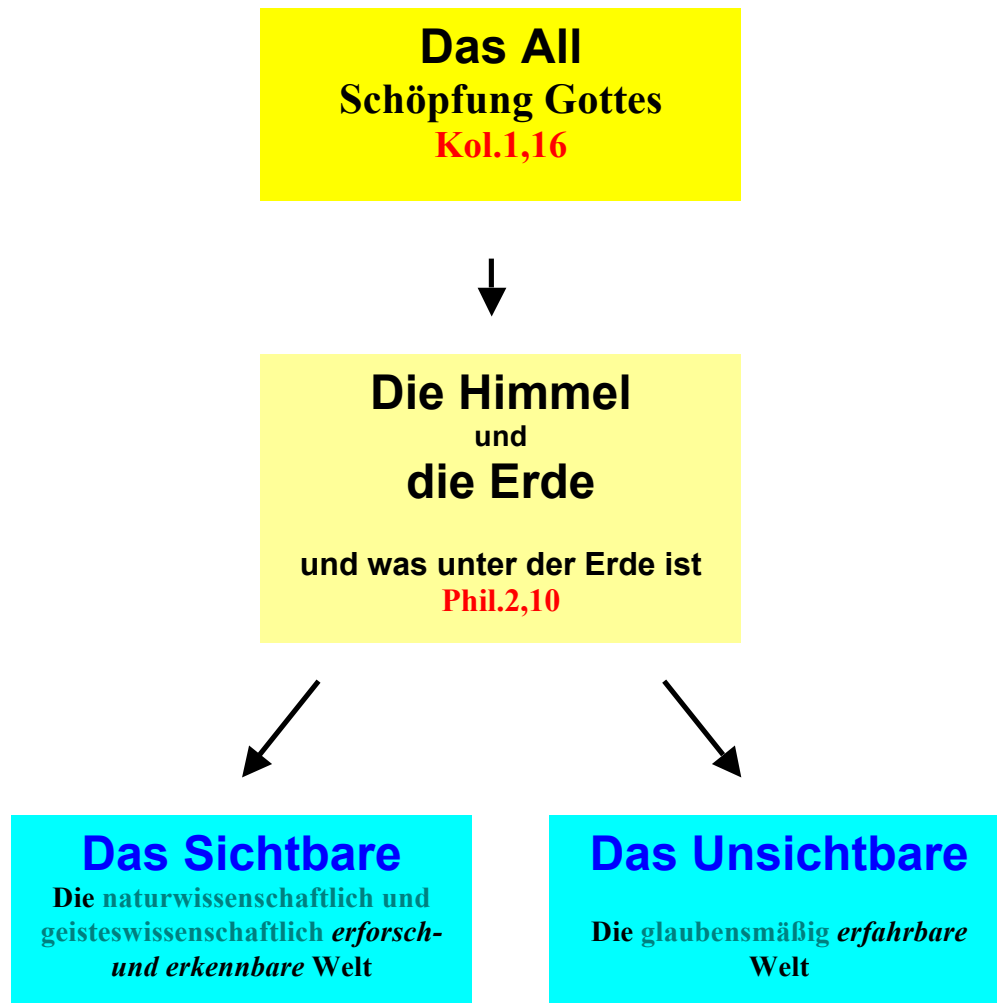 Das All
Schöpfung Gottes
Kol.1,16
Die Himmel
und
die Erde
und was unter der Erde ist
Phil.2,10
Das Sichtbare
Die naturwissenschaftlich und
geisteswissenschaftlich erforsch-
und erkennbare Welt
Das Unsichtbare
Die glaubensmäßig erfahrbare
Welt